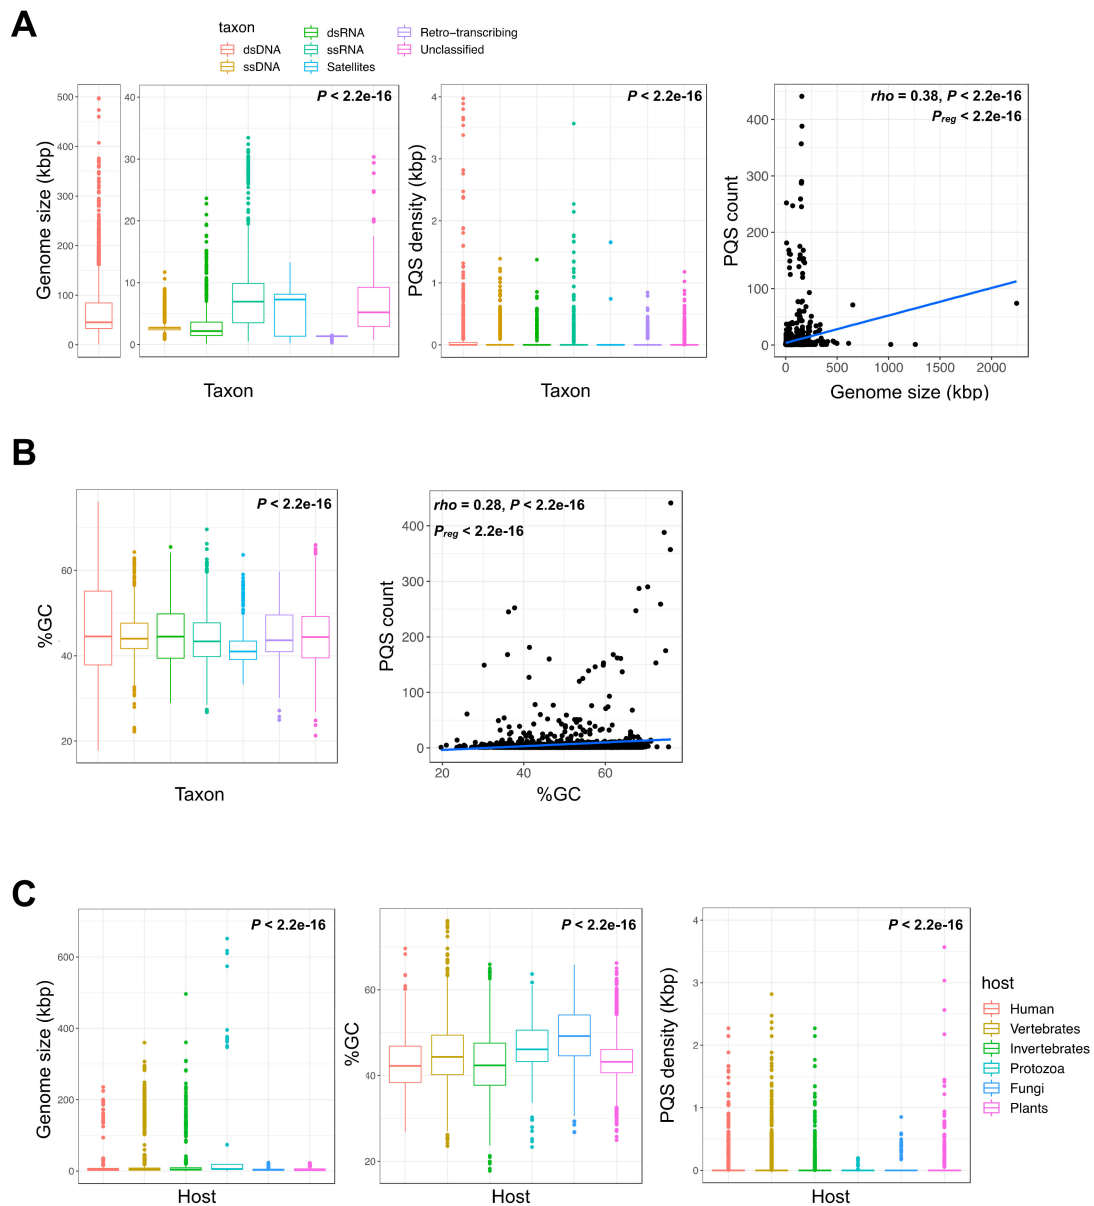 A
taxon
dsDNA
ssDNA
dsRNA
ssRNA
Satellites
Retro-transcribing
Unclassified
Genome size (kbp)
500
400
300
200
100
0
40
30
20
10
0
P < 2.2e-16
Taxon
PQS density (kbp)
4
3
2
1
0
P < 2.2e-16
Taxon
PQS count
400
300
200
100
0
rho = 0.38, P < 2.2e-16
Preg < 2.2e-16
0 500 1000 1500 2000
Genome size (kbp)
B
%GC
60
40
20
P < 2.2e-16
Taxon
PQS count
400
300
200
100
0
rho = 0.28, P < 2.2e-16
Preg < 2.2e-16
20 40 60
%GC
C
Genome size (kbp)
600
400
200
0
P < 2.2e-16
Host
%GC
60
40
20
P < 2.2e-16
Host
PQS density (Kbp)
4
3
2
1
0
P < 2.2e-16
Host
host
Human
Vertebrates
Invertebrates
Protozoa
Fungi
Plants